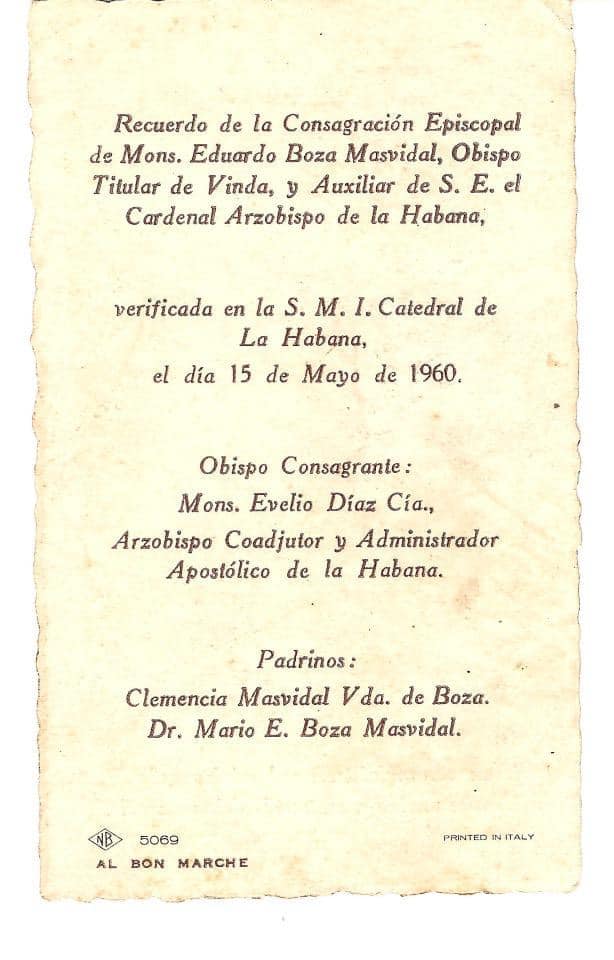 Recuerdo de la Consagración Episcopal
de Mons. Eduardo Boza Masvidal, Obispo
Titular de Vinda, y Auxiliar de S. E. el
Cardenal Arzobispo de la Habana,
verificada en la S. M. I. Catedral de
La Habana,
el día 15 de Mayo de 1960.
Obispo Consagrante:
Mons. Evelio Díaz Cía.,
Arzobispo Coadjutor y Administrador
Apostólico de la Habana.
Padrinos:
Clemencia Masvidal Vda. de Boza.
Dr. Mario E. Boza Masvidal.
NB 5069 PRINTED IN ITALY
AL BON MARCHE